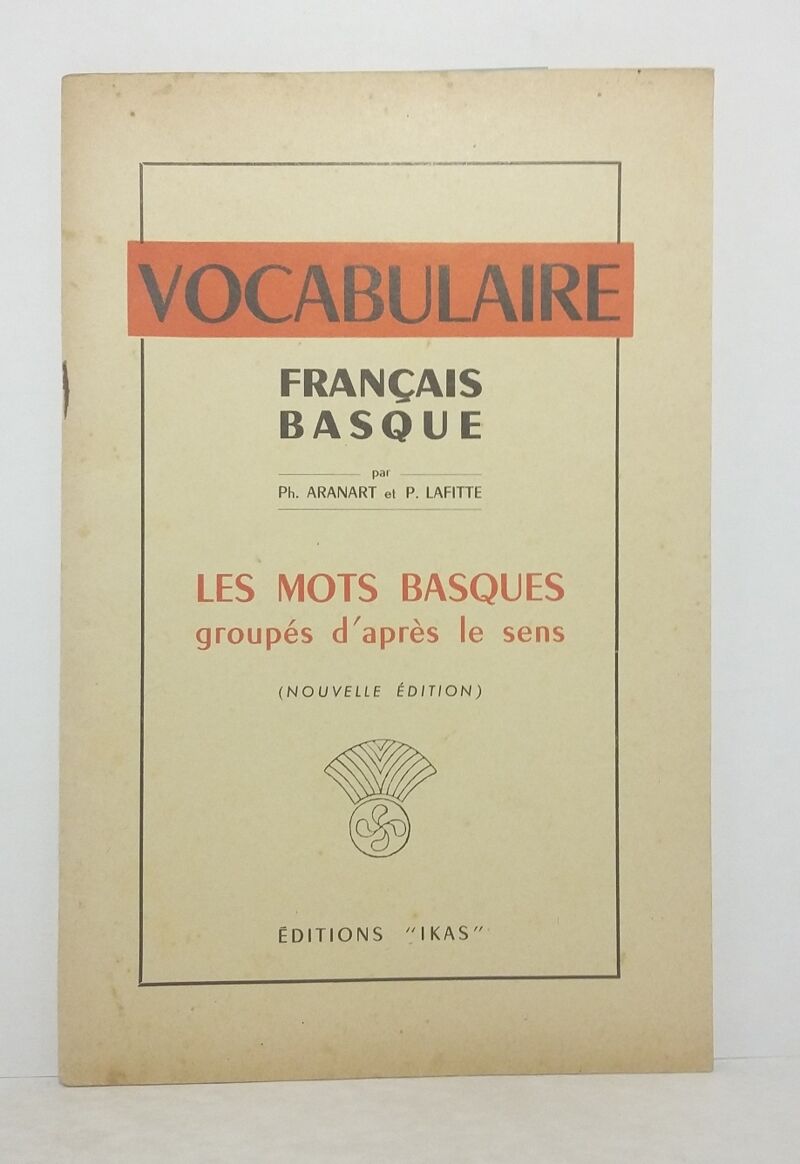 VOCABULAIRE
FRANÇAIS
BASQUE
par
Ph. ARANART et P. LAFITTE
LES MOTS BASQUES
groupés d'après le sens
(NOUVELLE ÉDITION)
ÉDITIONS "IKAS"